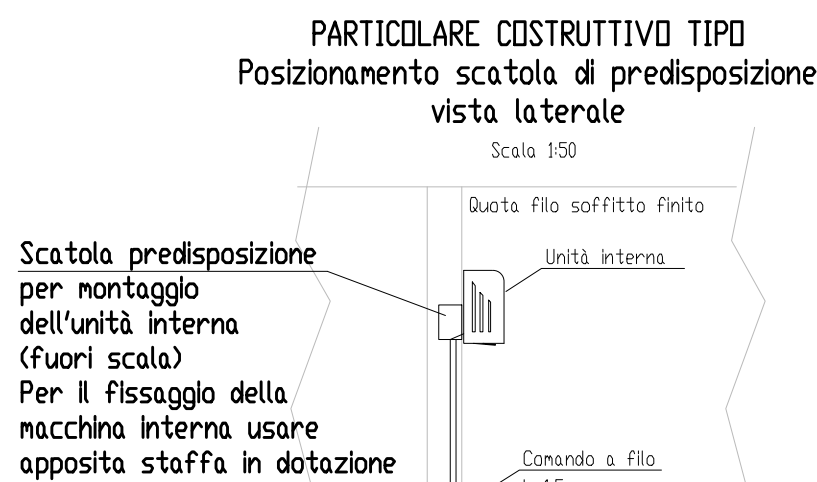 PARTICOLARE COSTRUTTIVO TIPO
Posizionamento scatola di predisposizione
vista laterale
Scala 1:50
Quota filo soffitto finito
Unità interna
Scatola predisposizione
per montaggio
dell'unità interna
(fuori scala)
Per il fissaggio della
macchina interna usare
apposita staffa in dotazione
Comando a filo